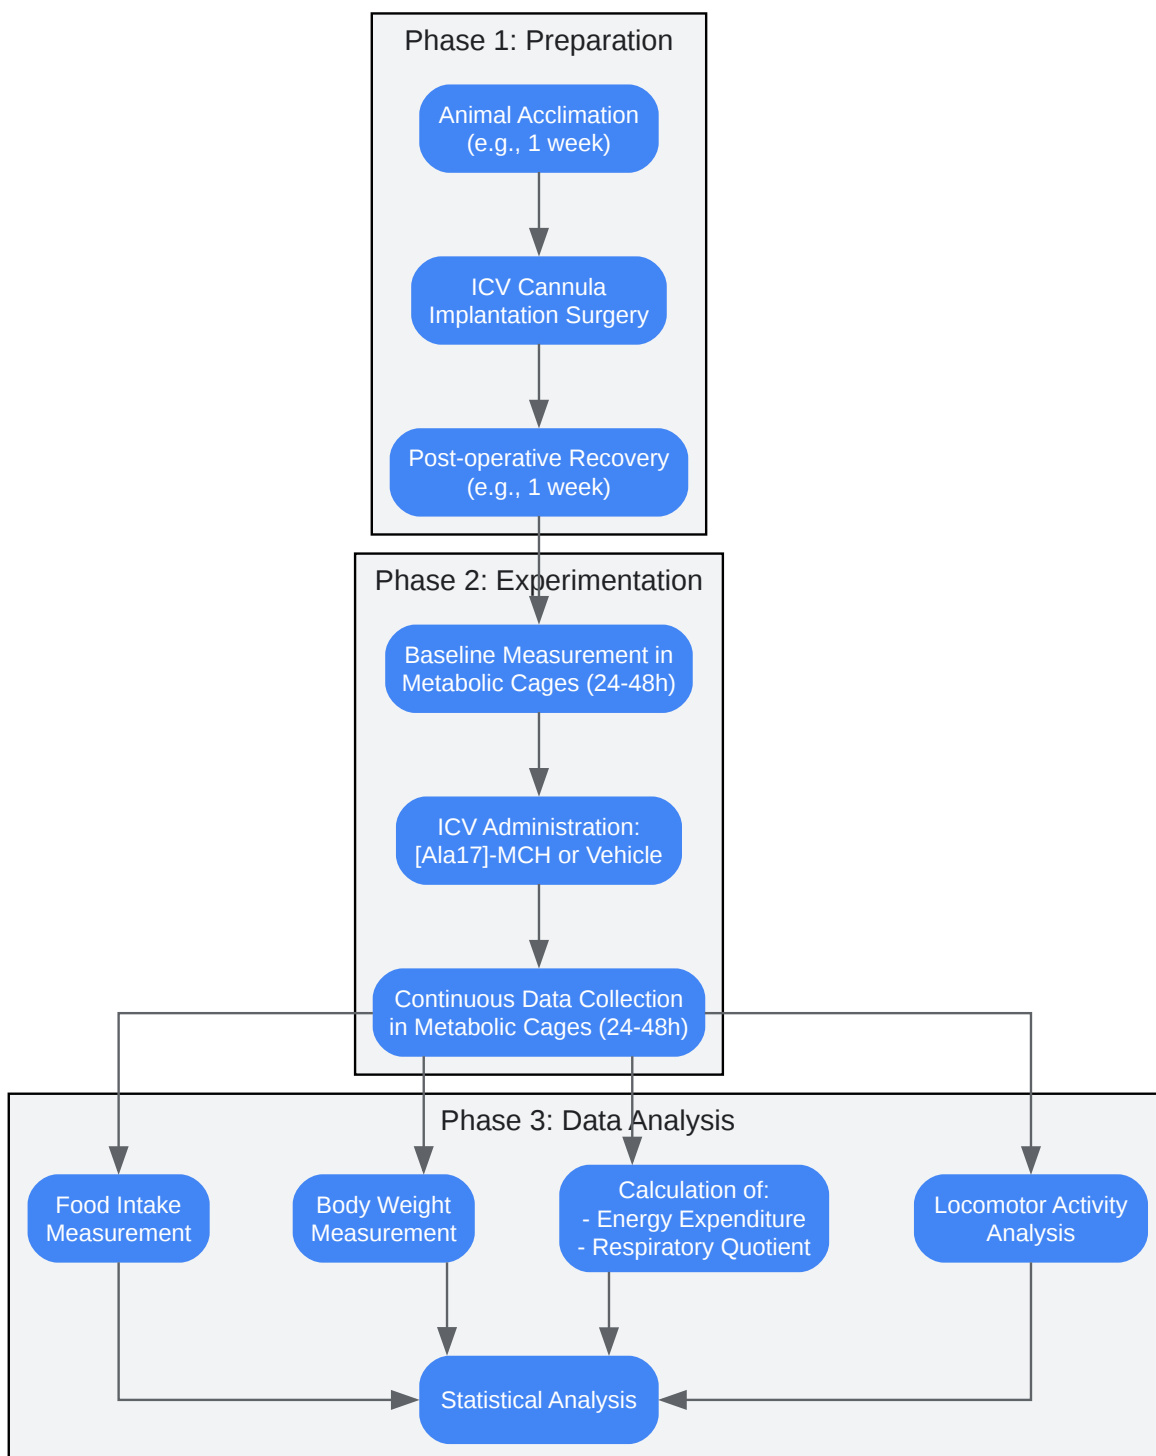 Phase 1: Preparation
Animal Acclimation
(e.g., 1 week)
ICV Cannula
Implantation Surgery
Post-operative Recovery
(e.g., 1 week)
Phase 2: Experimentation
Baseline Measurement in
Metabolic Cages (24-48h)
ICV Administration:
[Ala17]-MCH or Vehicle
Continuous Data Collection
in Metabolic Cages (24-48h)
Phase 3: Data Analysis
Food Intake
Measurement
Body Weight
Measurement
Calculation of:
- Energy Expenditure
- Respiratory Quotient
Locomotor Activity
Analysis
Statistical Analysis